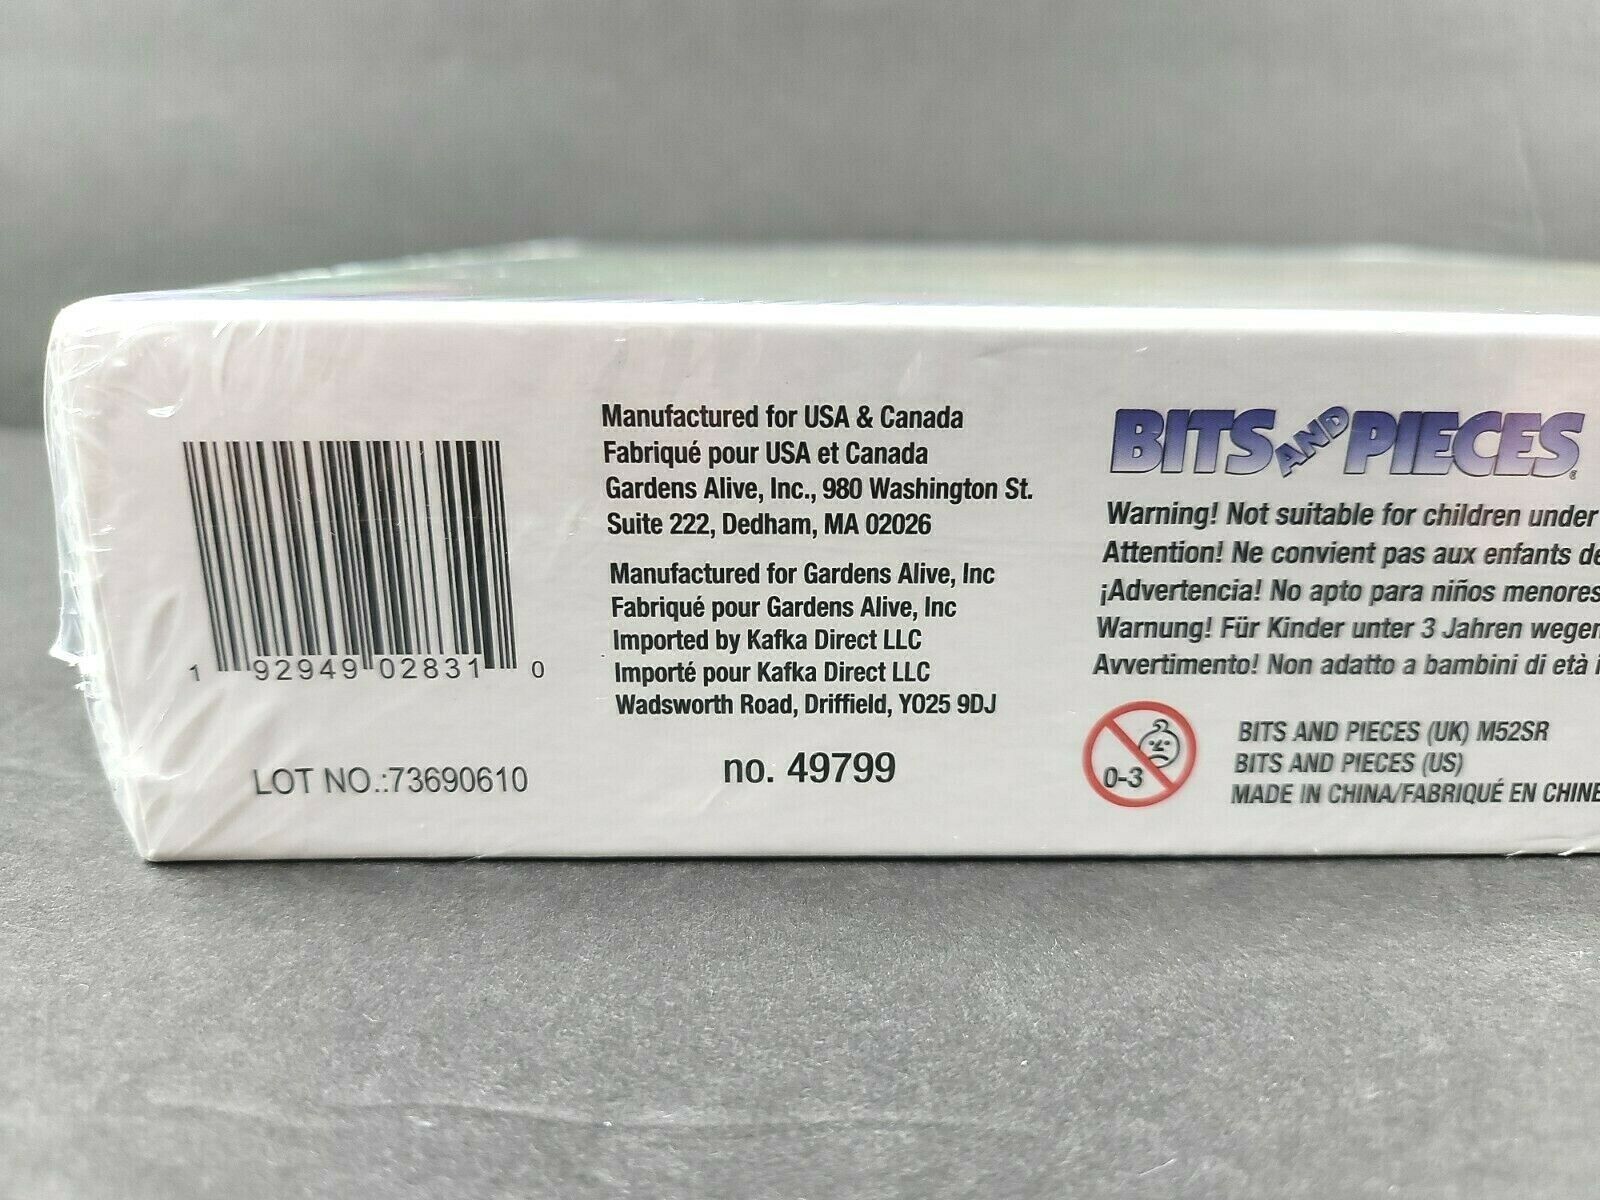 1 92949 02831 0
LOT NO.:73690610
Manufactured for USA & Canada
Fabriqué pour USA et Canada
Gardens Alive, Inc., 980 Washington St.
Suite 222, Dedham, MA 02026
Manufactured for Gardens Alive, Inc
Fabriqué pour Gardens Alive, Inc
Imported by Kafka Direct LLC
Importé pour Kafka Direct LLC
Wadsworth Road, Driffield, YO25 9DJ
no. 49799
BITS AND PIECES®
Warning! Not suitable for children under
Attention! Ne convient pas aux enfants de
¡Advertencia! No apto para niños menores
Warnung! Für Kinder unter 3 Jahren wegen
Avvertimento! Non adatto a bambini di età i
0-3
BITS AND PIECES (UK) M52SR
BITS AND PIECES (US)
MADE IN CHINA/FABRIQUÉ EN CHINE